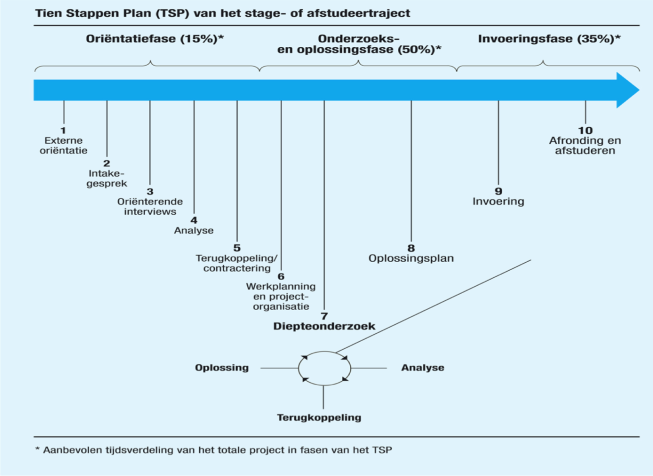 Tien Stappen Plan (TSP) van het stage- of afstudeertraject
Oriëntatiefase (15%)*
Onderzoeks-
en oplossingsfase (50%)*
Invoeringsfase (35%)*
1
Externe
oriëntatie
2
Intake-
gesprek
3
Oriënterende
interviews
4
Analyse
5
Terugkoppeling/
contractering
6
Werkplanning
en project-
organisatie
7
Diepteonderzoek
8
Oplossingsplan
9
Invoering
10
Afronding en
afstuderen
Oplossing
Analyse
Terugkoppeling
* Aanbevolen tijdsverdeling van het totale project in fasen van het TSP